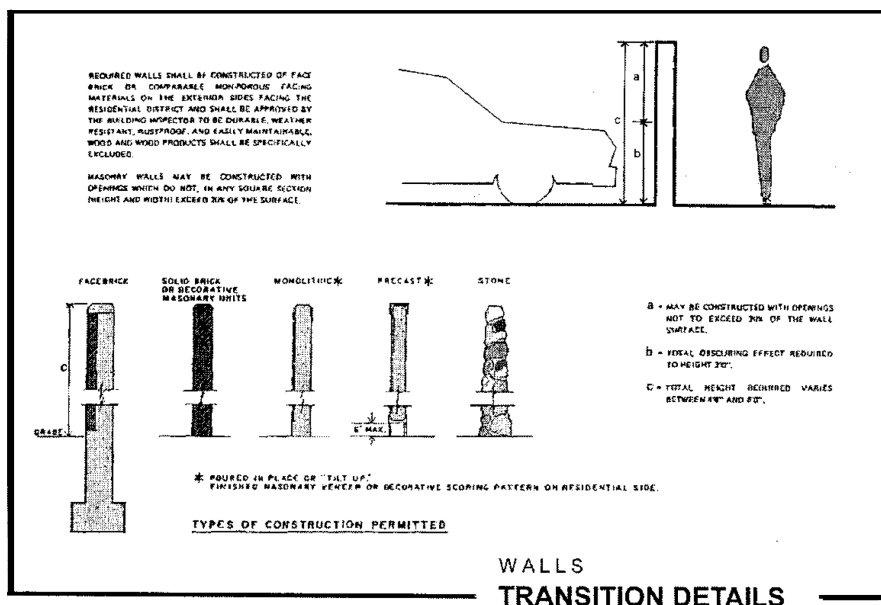 REQUIRED WALLS SHALL BE CONSTRUCTED OF FACE
BRICK OR COMPARABLE NON-POROUS FACING
MATERIALS ON THE EXTERIOR SIDES FACING THE
RESIDENTIAL DISTRICT AND SHALL BE APPROVED BY
THE BUILDING INSPECTOR TO BE DURABLE, WEATHER
RESISTANT, RUSTPROOF, AND EASILY MAINTAINABLE,
WOOD AND WOOD PRODUCTS SHALL BE SPECIFICALLY
EXCLUDED.
MASONRY WALLS MAY BE CONSTRUCTED WITH
OPENINGS WHICH DO NOT, IN ANY SQUARE SECTION
(HEIGHT AND WIDTH) EXCEED OF THE SURFACE.
a
c
b
FACEBRICK
SOLID BRICK
OR DECORATIVE
MASONARY UNITS
MONOLITHIC*
PRECAST*
STONE
C
GRADE
6" MAX.
a = MAY BE CONSTRUCTED WITH OPENINGS
NOT TO EXCEED OF THE WALL
SURFACE.
b = TOTAL OBSCURING EFFECT REQUIRED
TO HEIGHT
C = TOTAL HEIGHT REQUIRED VARIES
BETWEEN AND
* POURED IN PLACE OR "TILT UP."
FINISHED MASONARY VENEER OR DECORATIVE SCORING PATTERN ON RESIDENTIAL SIDE.
TYPES OF CONSTRUCTION PERMITTED
WALLS
TRANSITION DETAILS